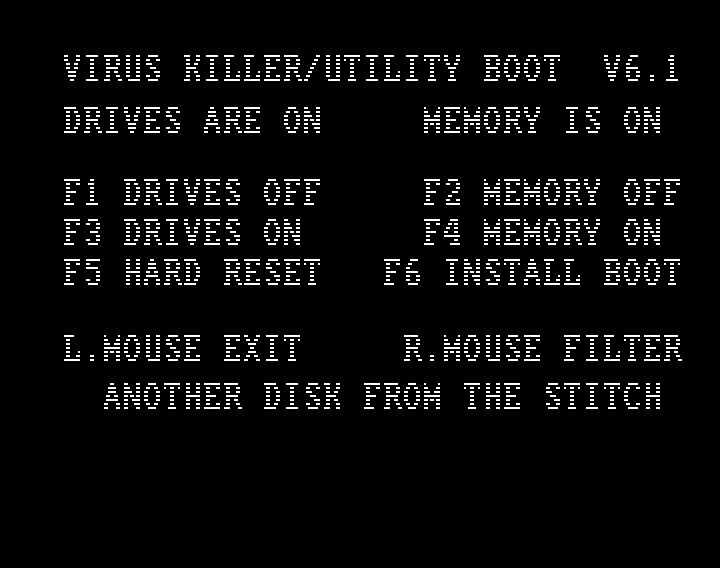 VIRUS KILLER/UTILITY BOOT  V6.1
DRIVES ARE ON     MEMORY IS ON
F1 DRIVES OFF     F2 MEMORY OFF
F3 DRIVES ON      F4 MEMORY ON
F5 HARD RESET   F6 INSTALL BOOT
L.MOUSE EXIT     R.MOUSE FILTER
ANOTHER DISK FROM THE STITCH